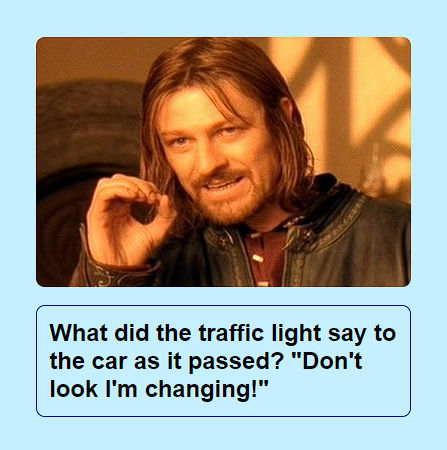 What did the traffic light say to
the car as it passed? "Don't
look I'm changing!"